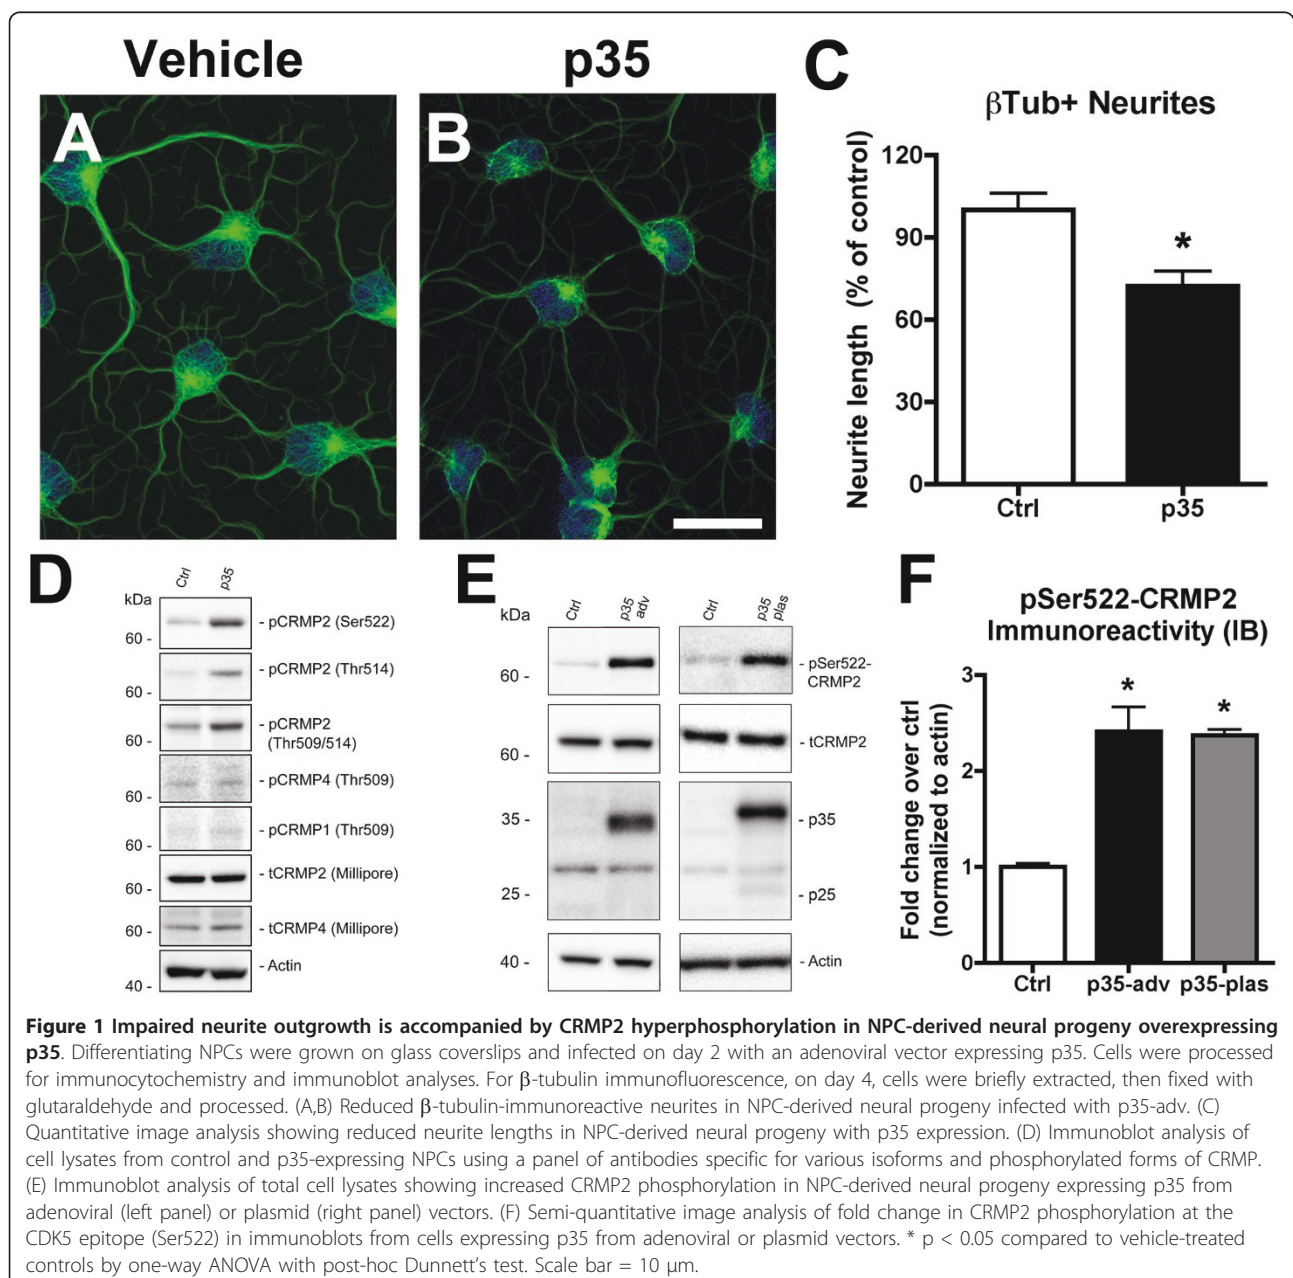 Vehicle
p35
A
B
C
βTub+ Neurites
Neurite length (% of control)
120
90
60
30
0
Ctrl
p35
*
D
kDa
Ctrl
p35
60 -
- pCRMP2 (Ser522)
60 -
- pCRMP2 (Thr514)
60 -
- pCRMP2
(Thr509/514)
60 -
- pCRMP4 (Thr509)
60 -
- pCRMP1 (Thr509)
60 -
- tCRMP2 (Millipore)
60 -
- tCRMP4 (Millipore)
40 -
- Actin
E
kDa
Ctrl
p35
adv
Ctrl
p35
plas
60 -
- pSer522-
CRMP2
60 -
- tCRMP2
35 -
- p35
25 -
- p25
40 -
- Actin
F
pSer522-CRMP2
Immunoreactivity (IB)
Fold change over ctrl
(normalized to actin)
3
2
1
0
*
*
Ctrl
p35-adv
p35-plas
Figure 1 Impaired neurite outgrowth is accompanied by CRMP2 hyperphosphorylation in NPC-derived neural progeny overexpressing
p35. Differentiating NPCs were grown on glass coverslips and infected on day 2 with an adenoviral vector expressing p35. Cells were processed
for immunocytochemistry and immunoblot analyses. For β-tubulin immunofluorescence, on day 4, cells were briefly extracted, then fixed with
glutaraldehyde and processed. (A,B) Reduced β-tubulin-immunoreactive neurites in NPC-derived neural progeny infected with p35-adv. (C)
Quantitative image analysis showing reduced neurite lengths in NPC-derived neural progeny with p35 expression. (D) Immunoblot analysis of
cell lysates from control and p35-expressing NPCs using a panel of antibodies specific for various isoforms and phosphorylated forms of CRMP.
(E) Immunoblot analysis of total cell lysates showing increased CRMP2 phosphorylation in NPC-derived neural progeny expressing p35 from
adenoviral (left panel) or plasmid (right panel) vectors. (F) Semi-quantitative image analysis of fold change in CRMP2 phosphorylation at the
CDK5 epitope (Ser522) in immunoblots from cells expressing p35 from adenoviral or plasmid vectors. * p < 0.05 compared to vehicle-treated
controls by one-way ANOVA with post-hoc Dunnett's test. Scale bar = 10 μm.